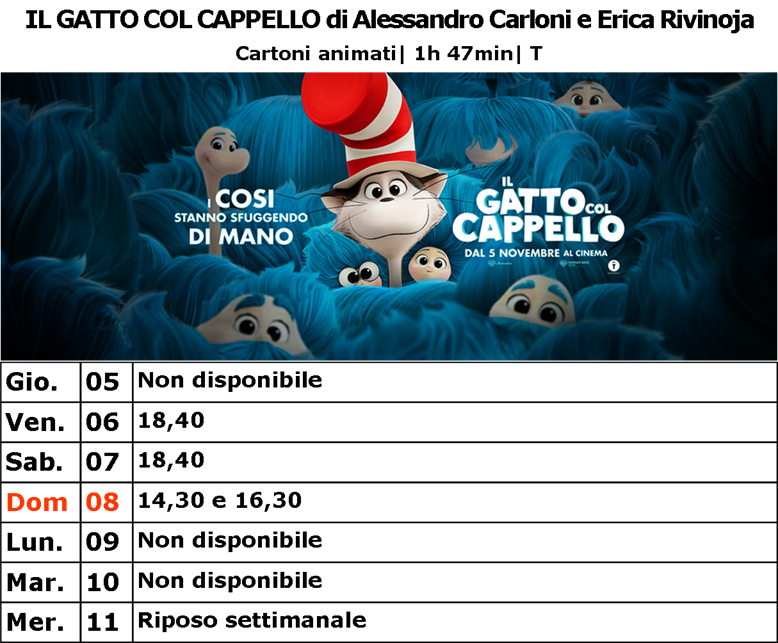 IL GATTO COL CAPPELLO di Alessandro Carloni e Erica Rivinoja
Cartoni animati| 1h 47min| T
I COSI
STANNO SFUGGENDO
DI MANO
IL
GATTO COL
CAPPELLO
DAL 5 NOVEMBRE AL CINEMA
Gio. 05 Non disponibile
Ven. 06 18,40
Sab. 07 18,40
Dom 08 14,30 e 16,30
Lun. 09 Non disponibile
Mar. 10 Non disponibile
Mer. 11 Riposo settimanale